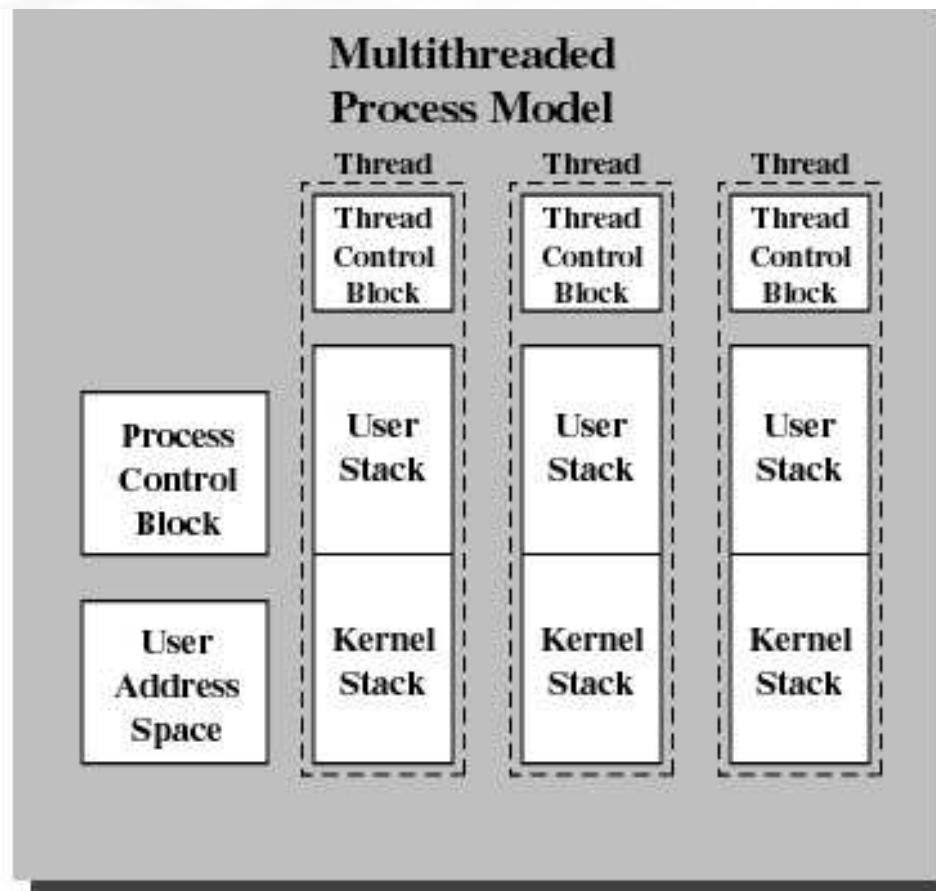 Multithreaded
Process Model
Thread
Thread
Thread
Thread
Control
Block
Thread
Control
Block
Thread
Control
Block
Process
Control
Block
User
Address
Space
User
Stack
Kernel
Stack
User
Stack
Kernel
Stack
User
Stack
Kernel
Stack